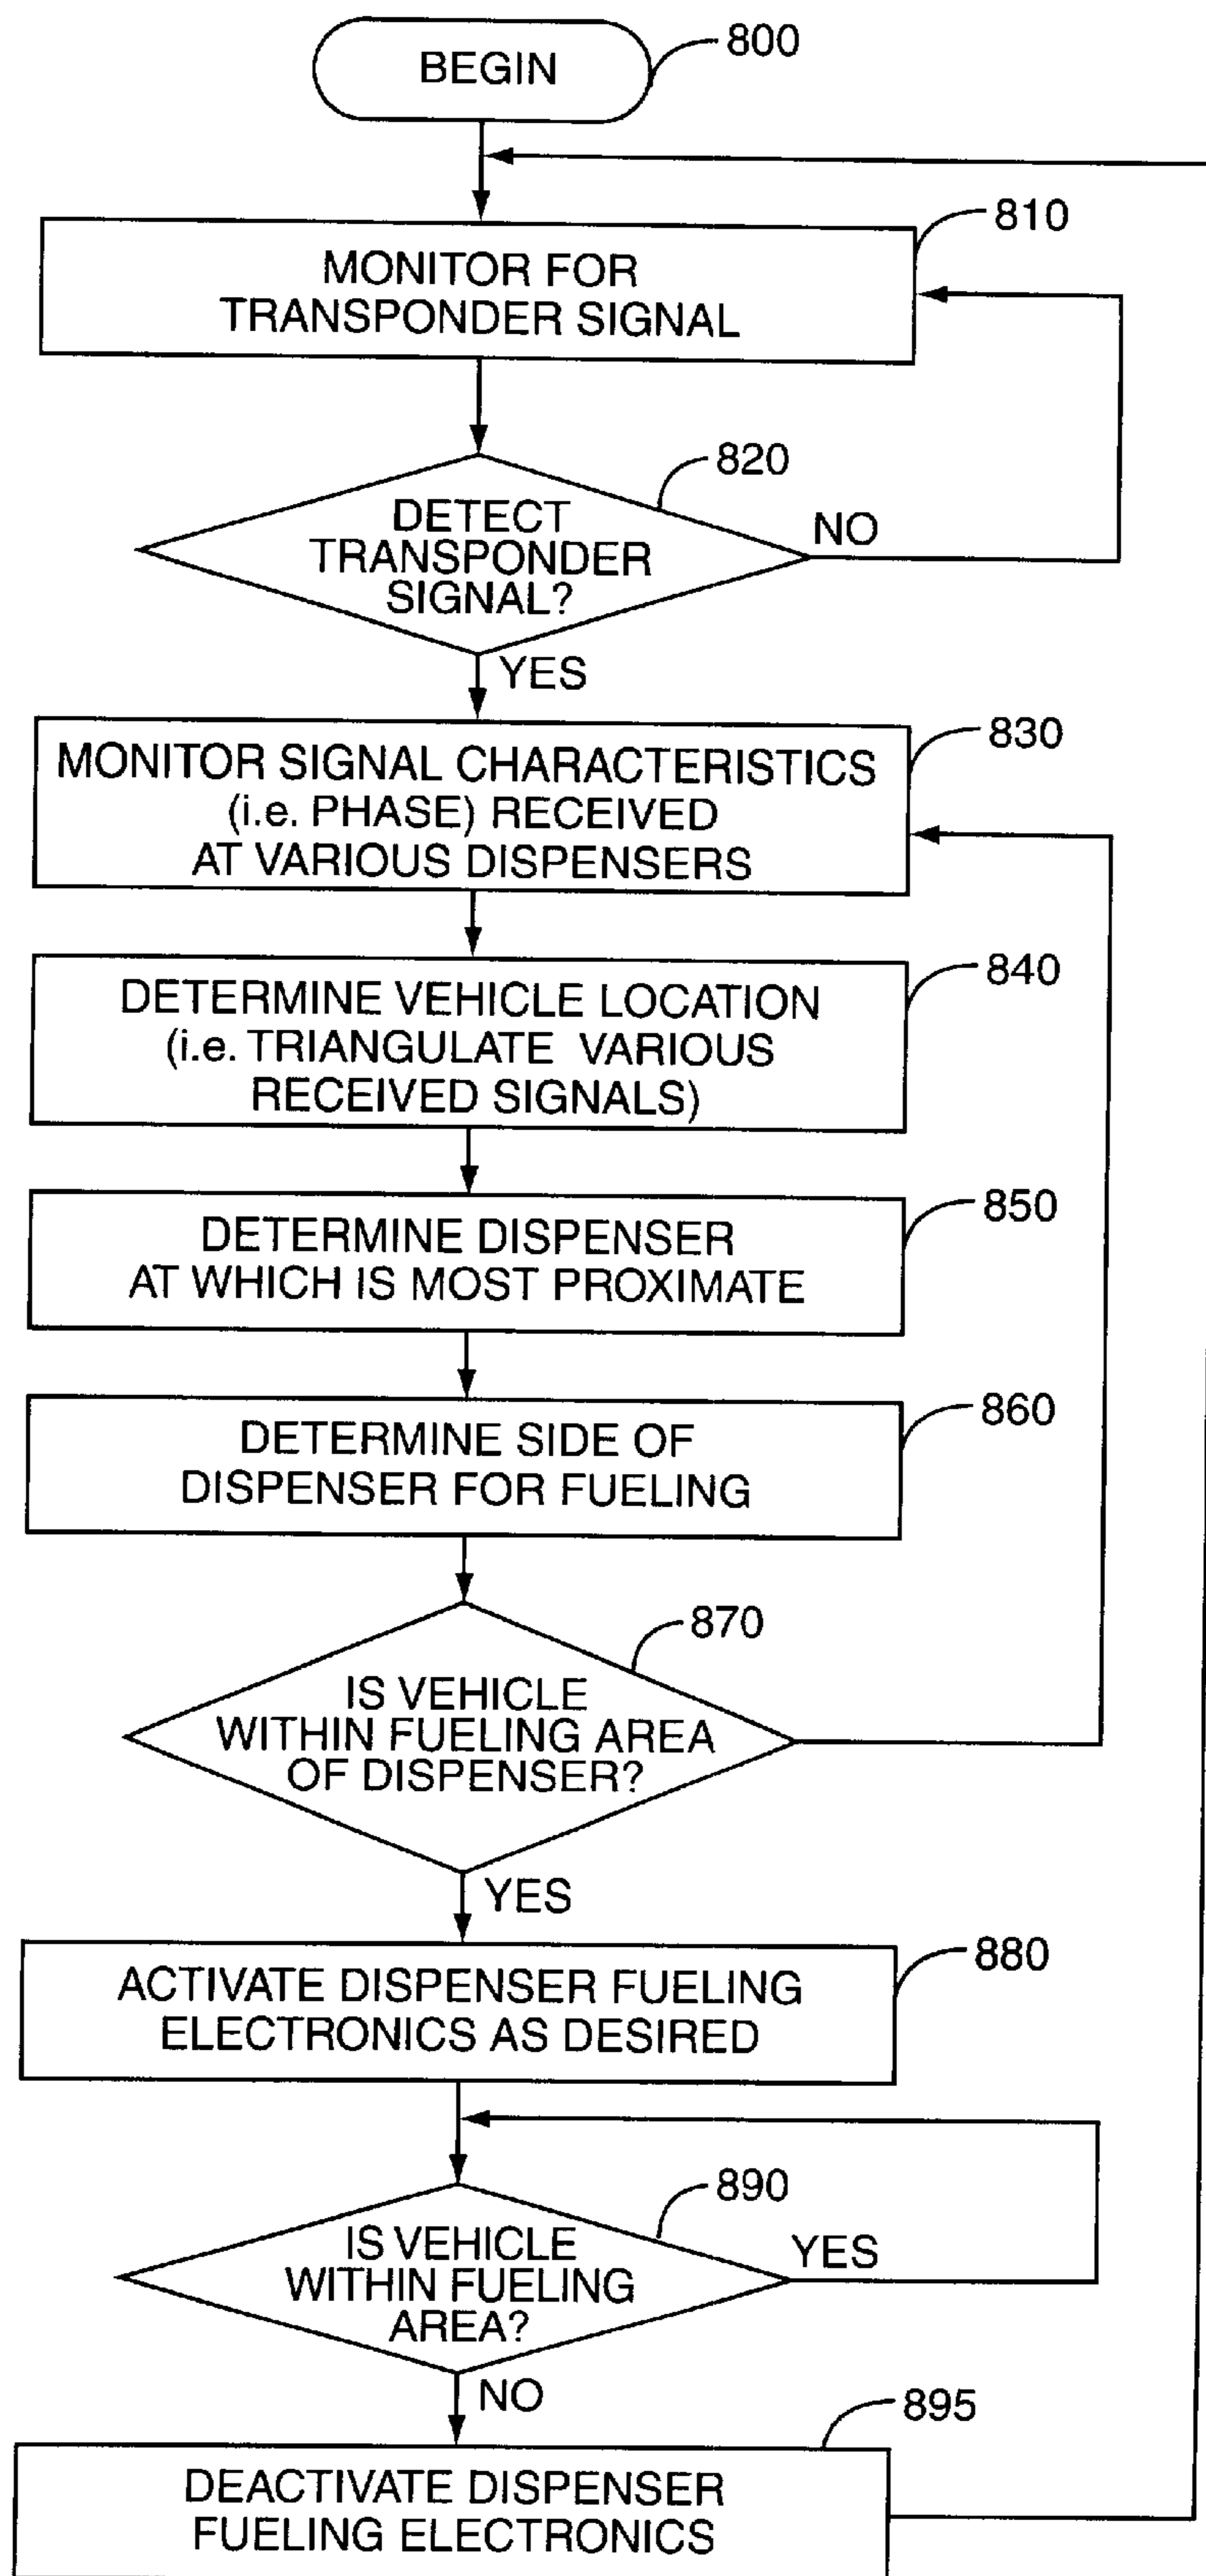 BEGIN
800
810
MONITOR FOR
TRANSPONDER SIGNAL
820
DETECT
TRANSPONDER
SIGNAL?
NO
YES
830
MONITOR SIGNAL CHARACTERISTICS
(i.e. PHASE) RECEIVED
AT VARIOUS DISPENSERS
840
DETERMINE VEHICLE LOCATION
(i.e. TRIANGULATE VARIOUS
RECEIVED SIGNALS)
850
DETERMINE DISPENSER
AT WHICH IS MOST PROXIMATE
860
DETERMINE SIDE OF
DISPENSER FOR FUELING
870
IS VEHICLE
WITHIN FUELING AREA
OF DISPENSER?
YES
880
ACTIVATE DISPENSER FUELING
ELECTRONICS AS DESIRED
890
IS VEHICLE
WITHIN FUELING
AREA?
YES
NO
895
DEACTIVATE DISPENSER
FUELING ELECTRONICS